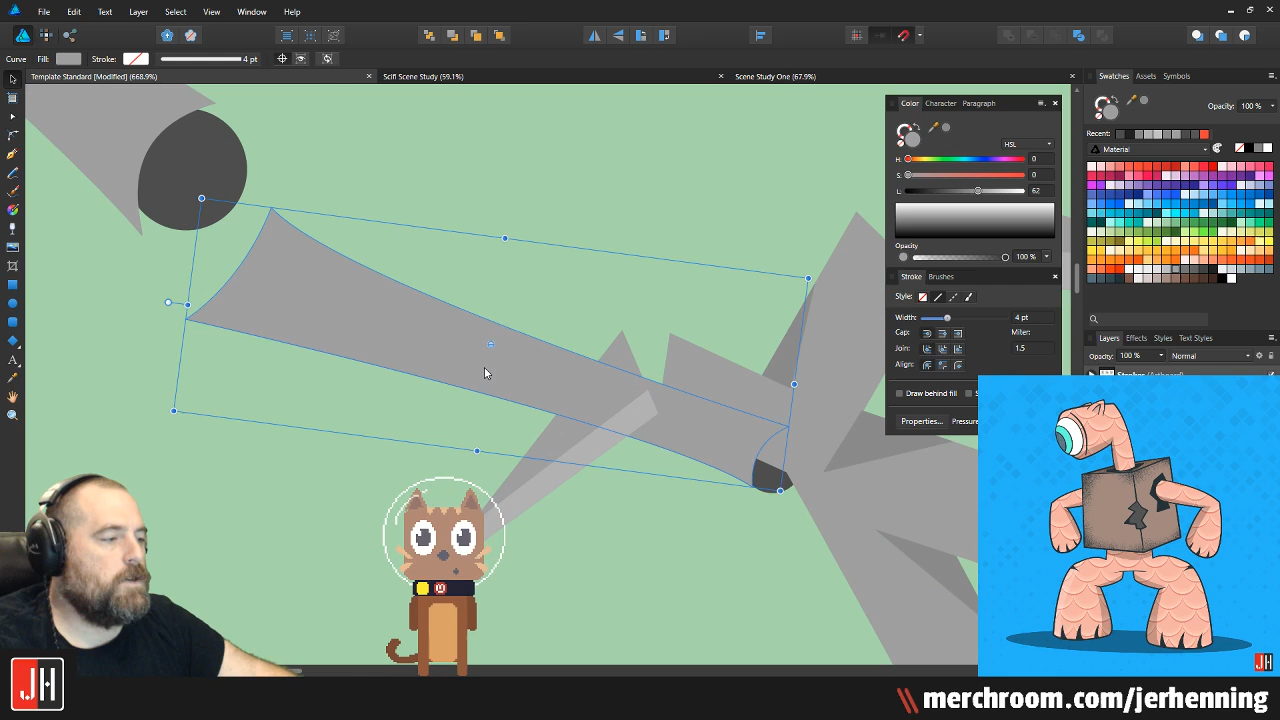 File Edit Text Layer Select View Window Help
Curve Fill: Stroke: 4 pt
Template Standard [Modified] (668.9%) Scifi Scene Study (59.1%) Scene Study One (67.9%)
Color Character Paragraph
HSL
H: 0
S: 0
L: 62
Opacity
100 %
Stroke Brushes
Style:
Width: 4 pt
Cap: Miter:
Join: 1.5
Align:
Draw behind fill
Properties... Pressure
Swatches Assets Symbols
Opacity: 100 %
Recent:
Material
Layers Effects Styles Text Styles
Opacity: 100 % Normal
JH
JH
merchroom.com/jerhenning